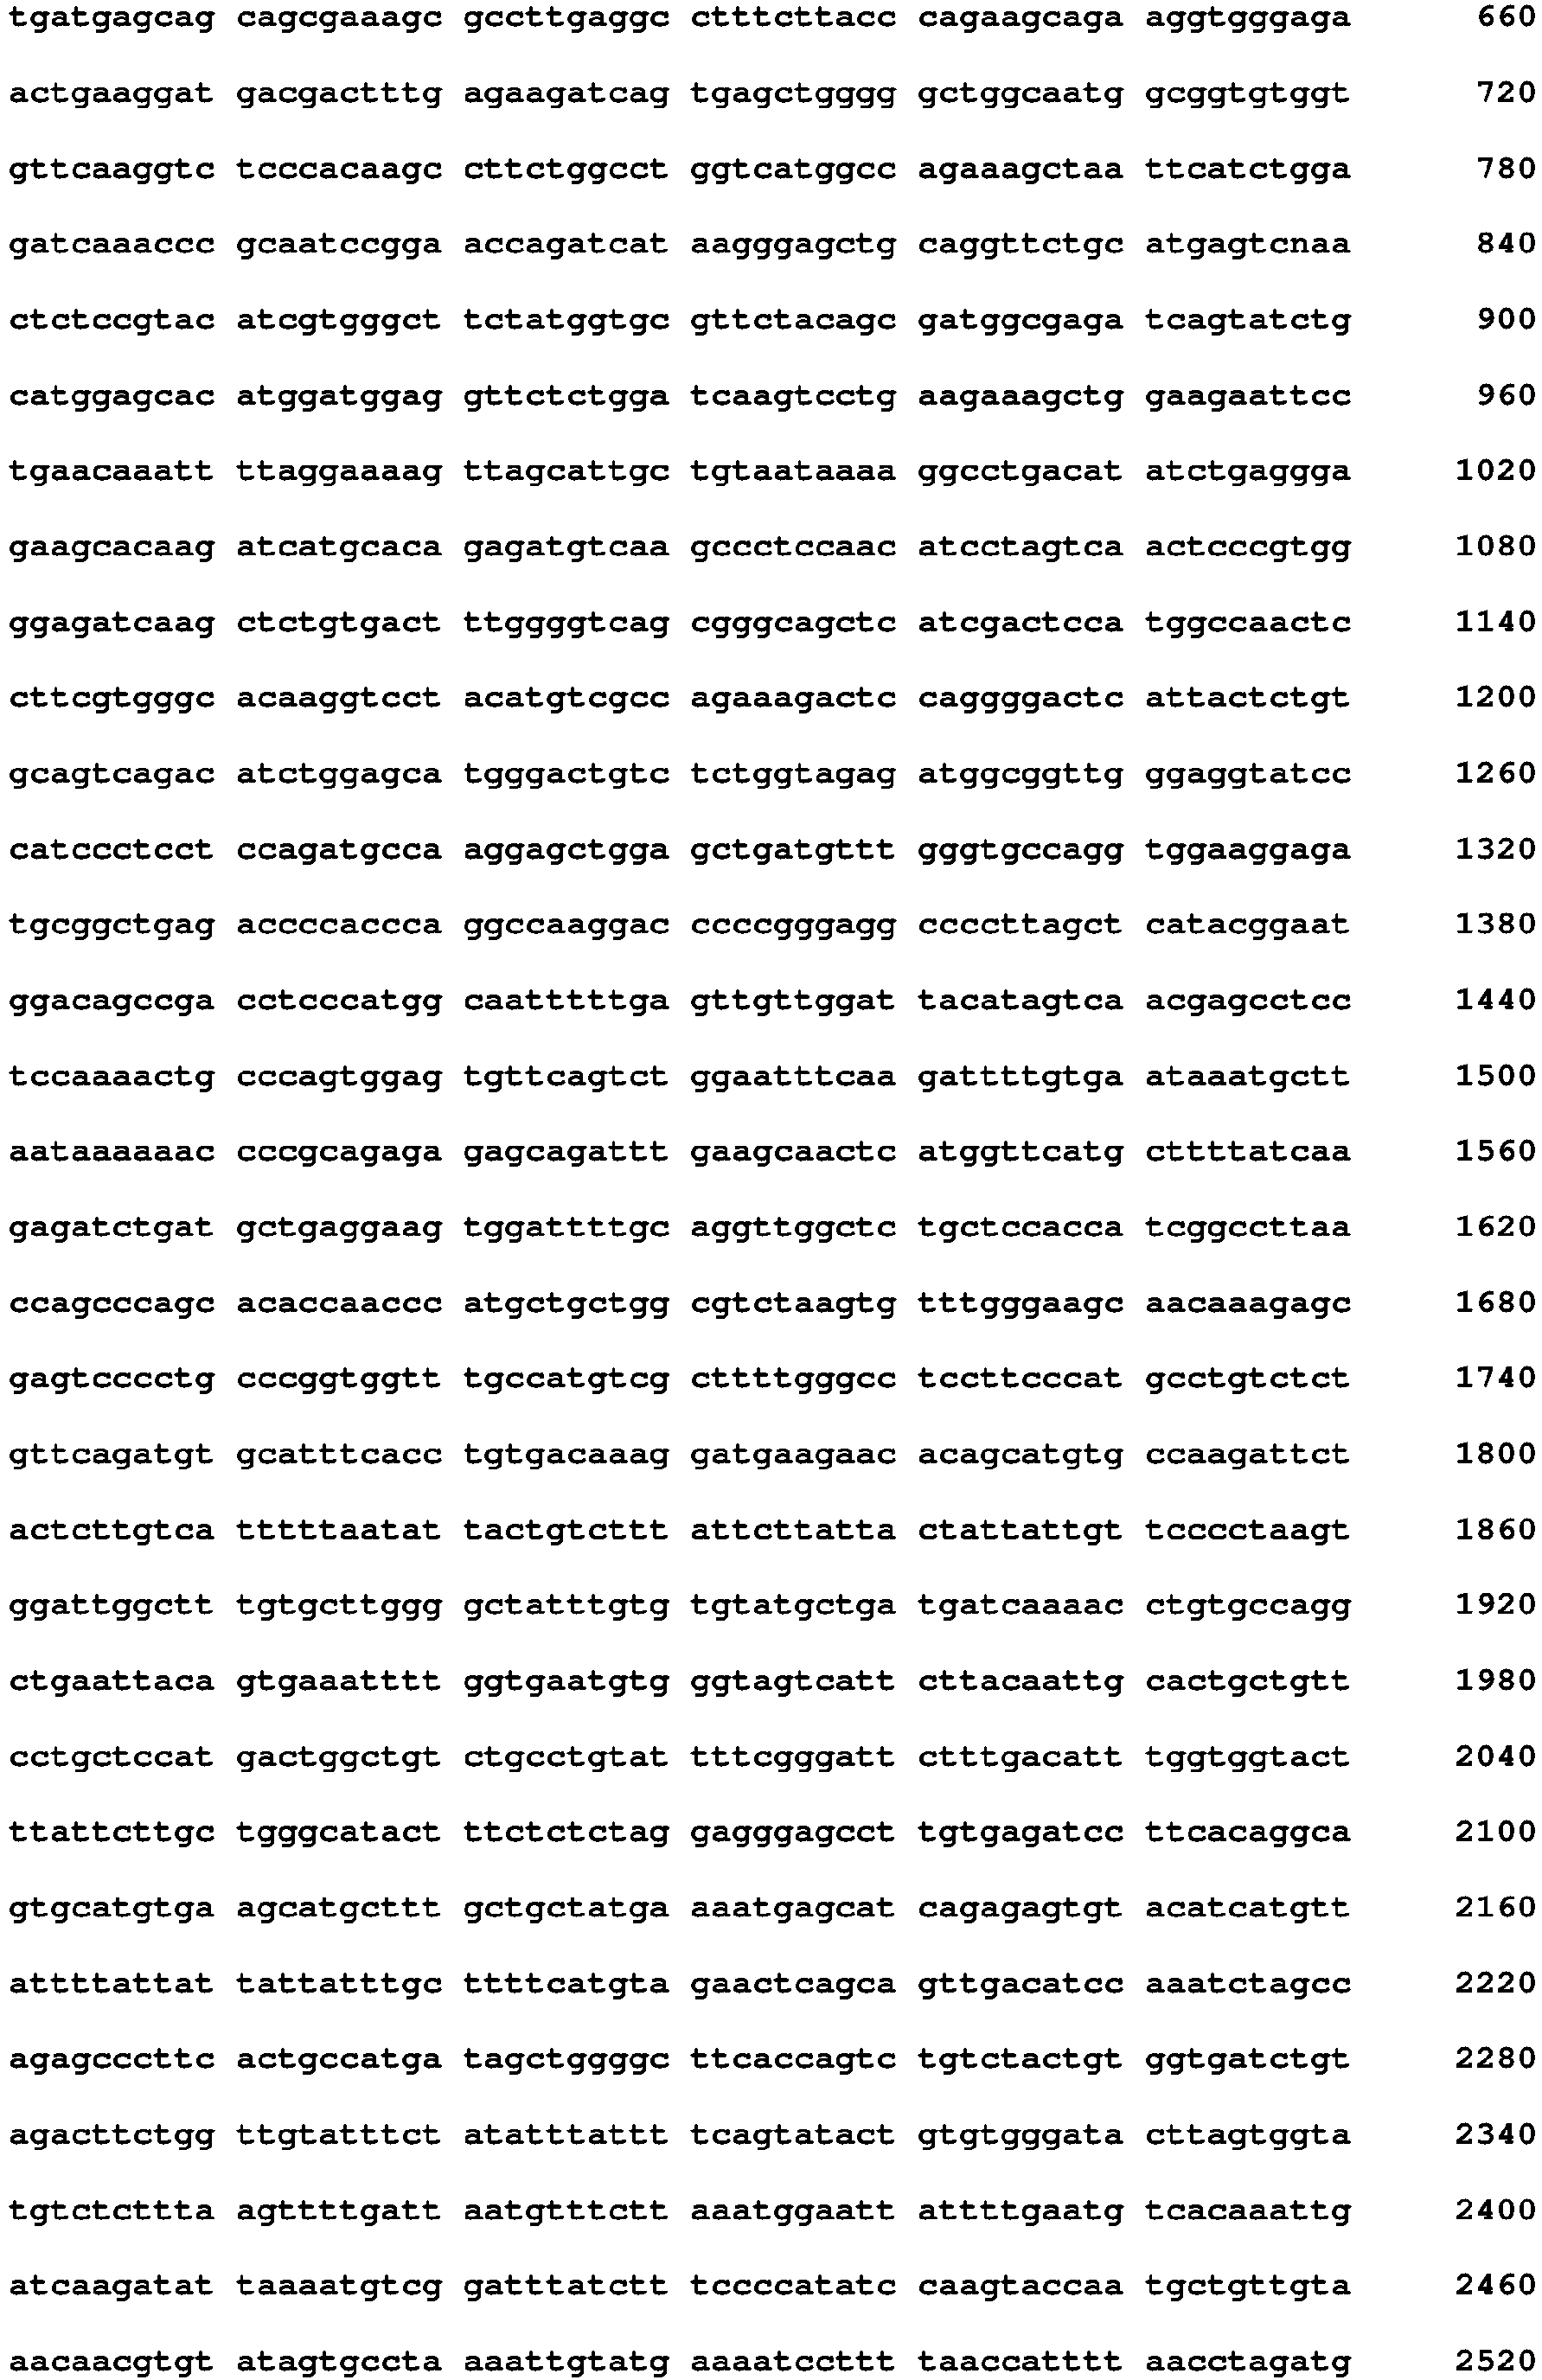 tgatgagcag cagcgaaagc gccttgaggc ctttcttacc cagaagcaga aggtgggaga 660
actgaaggat gacgactttg agaagatcag tgagctgggg gctggcaatg gcggtgtggt 720
gttcaaggtc tcccacaagc cttctggcct ggtcatggcc agaaagctaa ttcatctgga 780
gatcaaaccc gcaatccgga accagatcat aagggagctg caggttctgc atgagtcnaa 840
ctctccgtac atcgtgggct tctatggtgc gttctacagc gatggcgaga tcagtatctg 900
catggagcac atggatggag gttctctgga tcaagtcctg aagaaagctg gaagaattcc 960
tgaacaaatt ttaggaaaag ttagcattgc tgtaataaaa ggcctgacat atctgaggga 1020
gaagcacaag atcatgcaca gagatgtcaa gccctccaac atcctagtca actcccgtgg 1080
ggagatcaag ctctgtgact ttggggtcag cgggcagctc atcgactcca tggccaactc 1140
cttcgtgggc acaaggtcct acatgtcgcc agaaagactc caggggactc attactctgt 1200
gcagtcagac atctggagca tgggactgtc tctggtagag atggcggttg ggaggtatcc 1260
catccctcct ccagatgcca aggagctgga gctgatgttt gggtgccagg tggaaggaga 1320
tgcggctgag accccaccca ggccaaggac ccccgggagg ccccttagct catacggaat 1380
ggacagccga cctcccatgg caatttttga gttgttggat tacatagtca acgagcctcc 1440
tccaaaactg cccagtggag tgttcagtct ggaatttcaa gattttgtga ataaatgctt 1500
aataaaaaac cccgcagaga gagcagattt gaagcaactc atggttcatg cttttatcaa 1560
gagatctgat gctgaggaag tggattttgc aggttggctc tgctccacca tcggccttaa 1620
ccagcccagc acaccaaccc atgctgctgg cgtctaagtg tttgggaagc aacaaagagc 1680
gagtcccctg cccggtggtt tgccatgtcg cttttgggcc tccttcccat gcctgtctct 1740
gttcagatgt gcatttcacc tgtgacaaag gatgaagaac acagcatgtg ccaagattct 1800
actcttgtca tttttaatat tactgtcttt attcttatta ctattattgt tcccctaagt 1860
ggattggctt tgtgcttggg gctatttgtg tgtatgctga tgatcaaaac ctgtgccagg 1920
ctgaattaca gtgaaatttt ggtgaatgtg ggtagtcatt cttacaattg cactgctgtt 1980
cctgctccat gactggctgt ctgcctgtat tttcgggatt ctttgacatt tggtggtact 2040
ttattcttgc tgggcatact ttctctctag gagggagcct tgtgagatcc ttcacaggca 2100
gtgcatgtga agcatgcttt gctgctatga aaatgagcat cagagagtgt acatcatgtt 2160
attttattat tattatttgc ttttcatgta gaactcagca gttgacatcc aaatctagcc 2220
agagcccttc actgccatga tagctggggc ttcaccagtc tgtctactgt ggtgatctgt 2280
agacttctgg ttgtatttct atatttattt tcagtatact gtgtgggata cttagtggta 2340
tgtctcttta agttttgatt aatgtttctt aaatggaatt attttgaatg tcacaaattg 2400
atcaagatat taaaatgtcg gatttatctt tccccatatc caagtaccaa tgctgttgta 2460
aacaacgtgt atagtgccta aaattgtatg aaaatccttt taaccatttt aacctagatg 2520